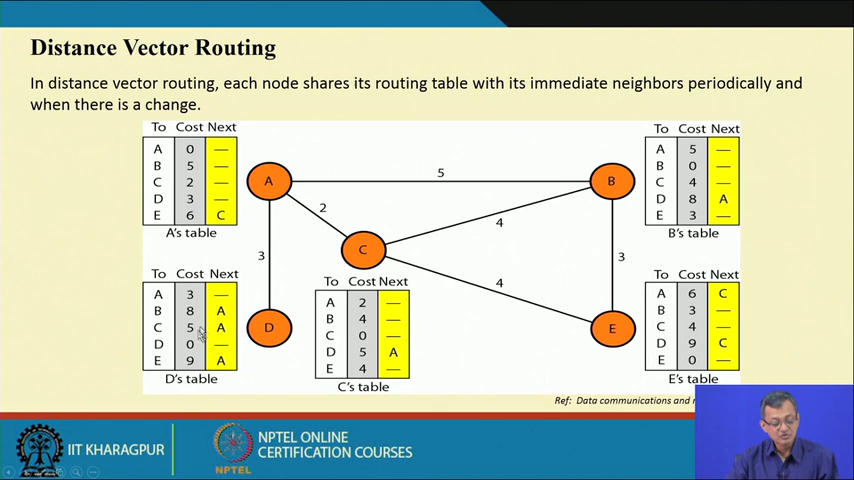 Distance Vector Routing
In distance vector routing, each node shares its routing table with its immediate neighbors periodically and
when there is a change.
To Cost Next
A 0 —
B 5 —
C 2 —
D 3 —
E 6 C
A's table
To Cost Next
A 5 —
B 0 —
C 4 —
D 8 A
E 3 —
B's table
A
5
B
2
4
C
3
4
3
D
E
To Cost Next
A 3 —
B 8 A
C 5 A
D 0 —
E 9 A
D's table
To Cost Next
A 2 —
B 4 —
C 0 —
D 5 A
E 4 —
C's table
To Cost Next
A 6 C
B 3 —
C 4 —
D 9 C
E 0 —
E's table
Ref: Data communications and
IIT KHARAGPUR
NPTEL
NPTEL ONLINE
CERTIFICATION COURSES